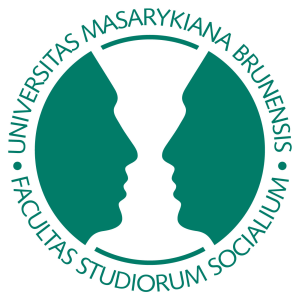 UNIVERSITAS MASARYKIANA BRUNENSIS
• FACULTAS STUDIORUM SOCIALIUM •